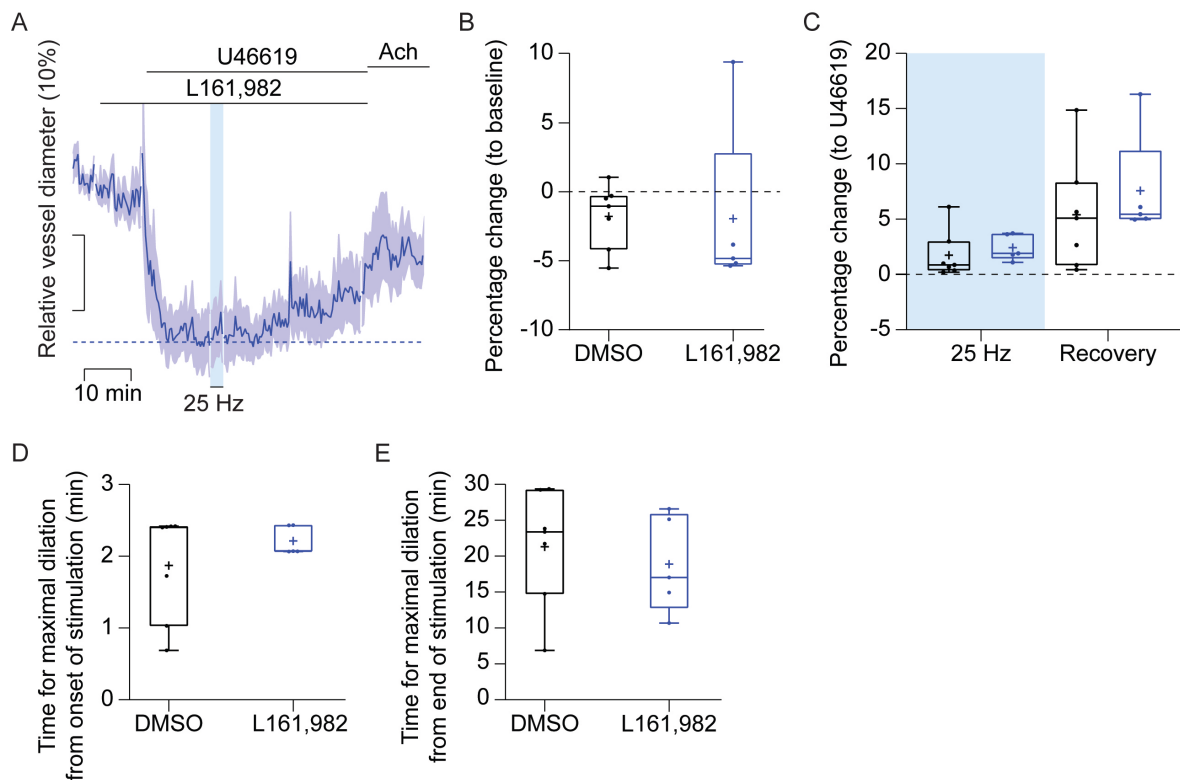 A
U46619
Ach
L161,982
Relative vessel diameter (10%)
10 min
25 Hz
B
Percentage change (to baseline)
10
5
0
-5
-10
DMSO
L161,982
C
Percentage change (to U46619)
20
15
10
5
0
-5
25 Hz
Recovery
D
Time for maximal dilation
from onset of stimulation (min)
3
2
1
0
DMSO
L161,982
E
Time for maximal dilation
from end of stimulation (min)
30
25
20
15
10
5
0
DMSO
L161,982